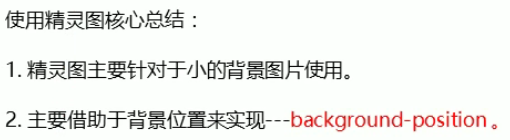 使用精灵图核心总结：
1. 精灵图主要针对于小的背景图片使用。
2. 主要借助于背景位置来实现---background-position 。